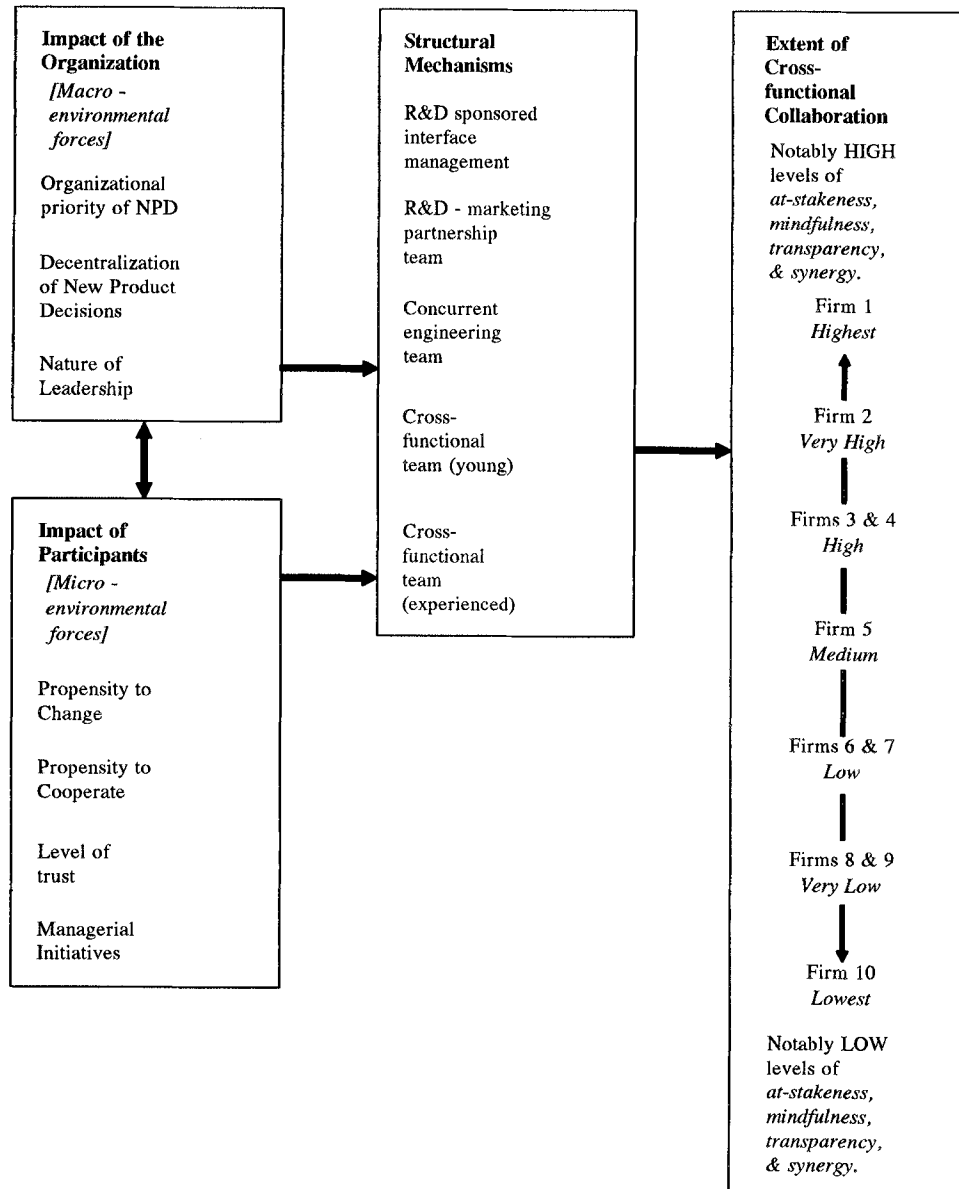 Impact of the
Organization
[Macro -
environmental
forces]
Organizational
priority of NPD
Decentralization
of New Product
Decisions
Nature of
Leadership
Impact of
Participants
[Micro -
environmental
forces]
Propensity to
Change
Propensity to
Cooperate
Level of
trust
Managerial
Initiatives
Structural
Mechanisms
R&D sponsored
interface
management
R&D - marketing
partnership
team
Concurrent
engineering
team
Cross-
functional
team (young)
Cross-
functional
team
(experienced)
Extent of
Cross-
functional
Collaboration
Notably HIGH
levels of
at-stakeness,
mindfulness,
transparency,
& synergy.
Firm 1
Highest
Firm 2
Very High
Firms 3 & 4
High
Firm 5
Medium
Firms 6 & 7
Low
Firms 8 & 9
Very Low
Firm 10
Lowest
Notably LOW
levels of
at-stakeness,
mindfulness,
transparency,
& synergy.